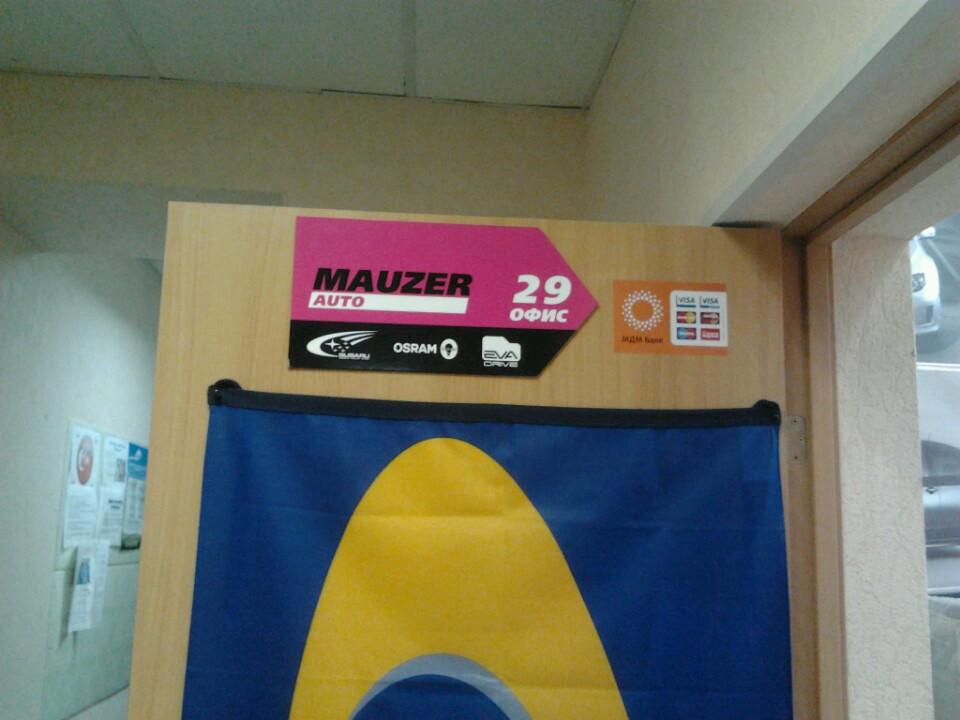 MAUZER
AUTO
29
ОФИС
SUBARU
OSRAM
EVA
DRIVE
МДМ Банк
VISA VISA